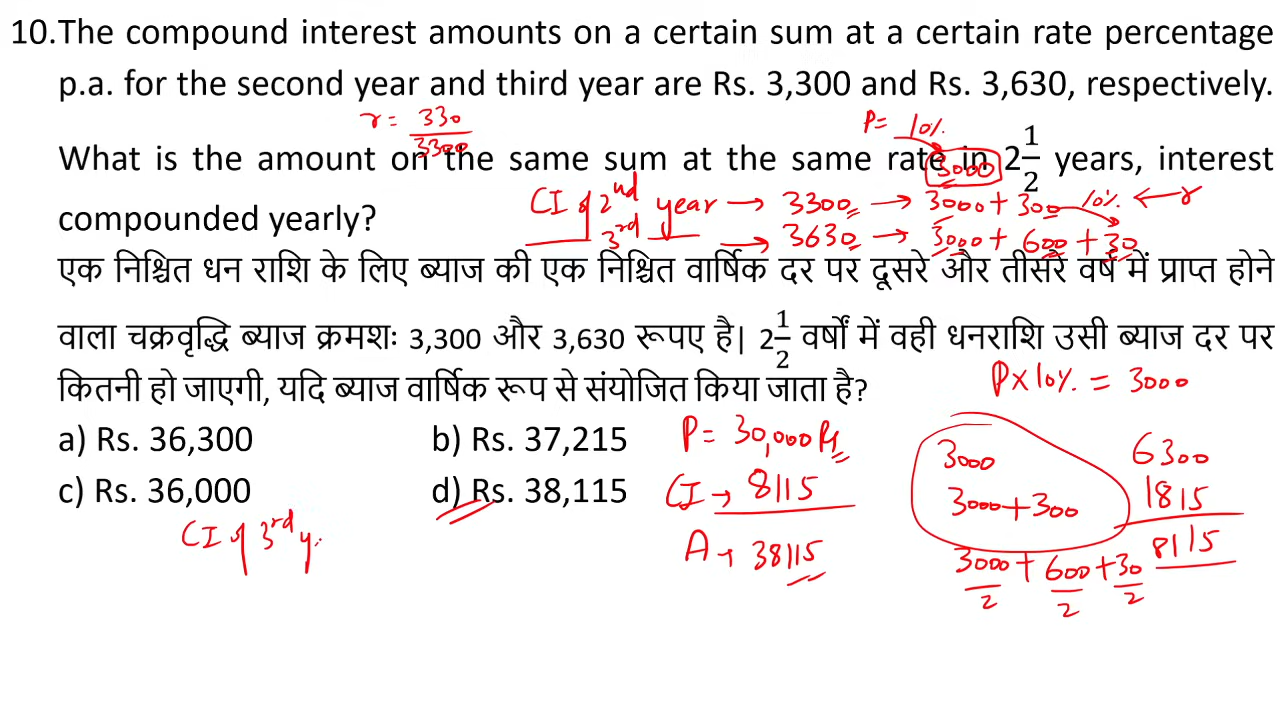 10.The compound interest amounts on a certain sum at a certain rate percentage
p.a. for the second year and third year are Rs. 3,300 and Rs. 3,630, respectively.
r = 330/3300
P= 10%
What is the amount on the same sum at the same rate in 2 1/2 years, interest
3000
CI of 2nd year → 3300 → 3000 + 300 10% ← r
compounded yearly?
3rd → 3630 → 3000 + 600 + 30
एक निश्चित धन राशि के लिए ब्याज की एक निश्चित वार्षिक दर पर दूसरे और तीसरे वर्ष में प्राप्त होने
वाला चक्रवृद्धि ब्याज क्रमशः 3,300 और 3,630 रूपए है| 2 1/2 वर्षों में वही धनराशि उसी ब्याज दर पर
कितनी हो जाएगी, यदि ब्याज वार्षिक रूप से संयोजित किया जाता है?
P x 10% = 3000
a) Rs. 36,300 b) Rs. 37,215
P = 30,000 Rs
3000 6300
c) Rs. 36,000 d) Rs. 38,115
CI → 8115
3000 + 300 1815
CI of 3rd y
A → 38115
8115
3000/2 + 600/2 + 30/2